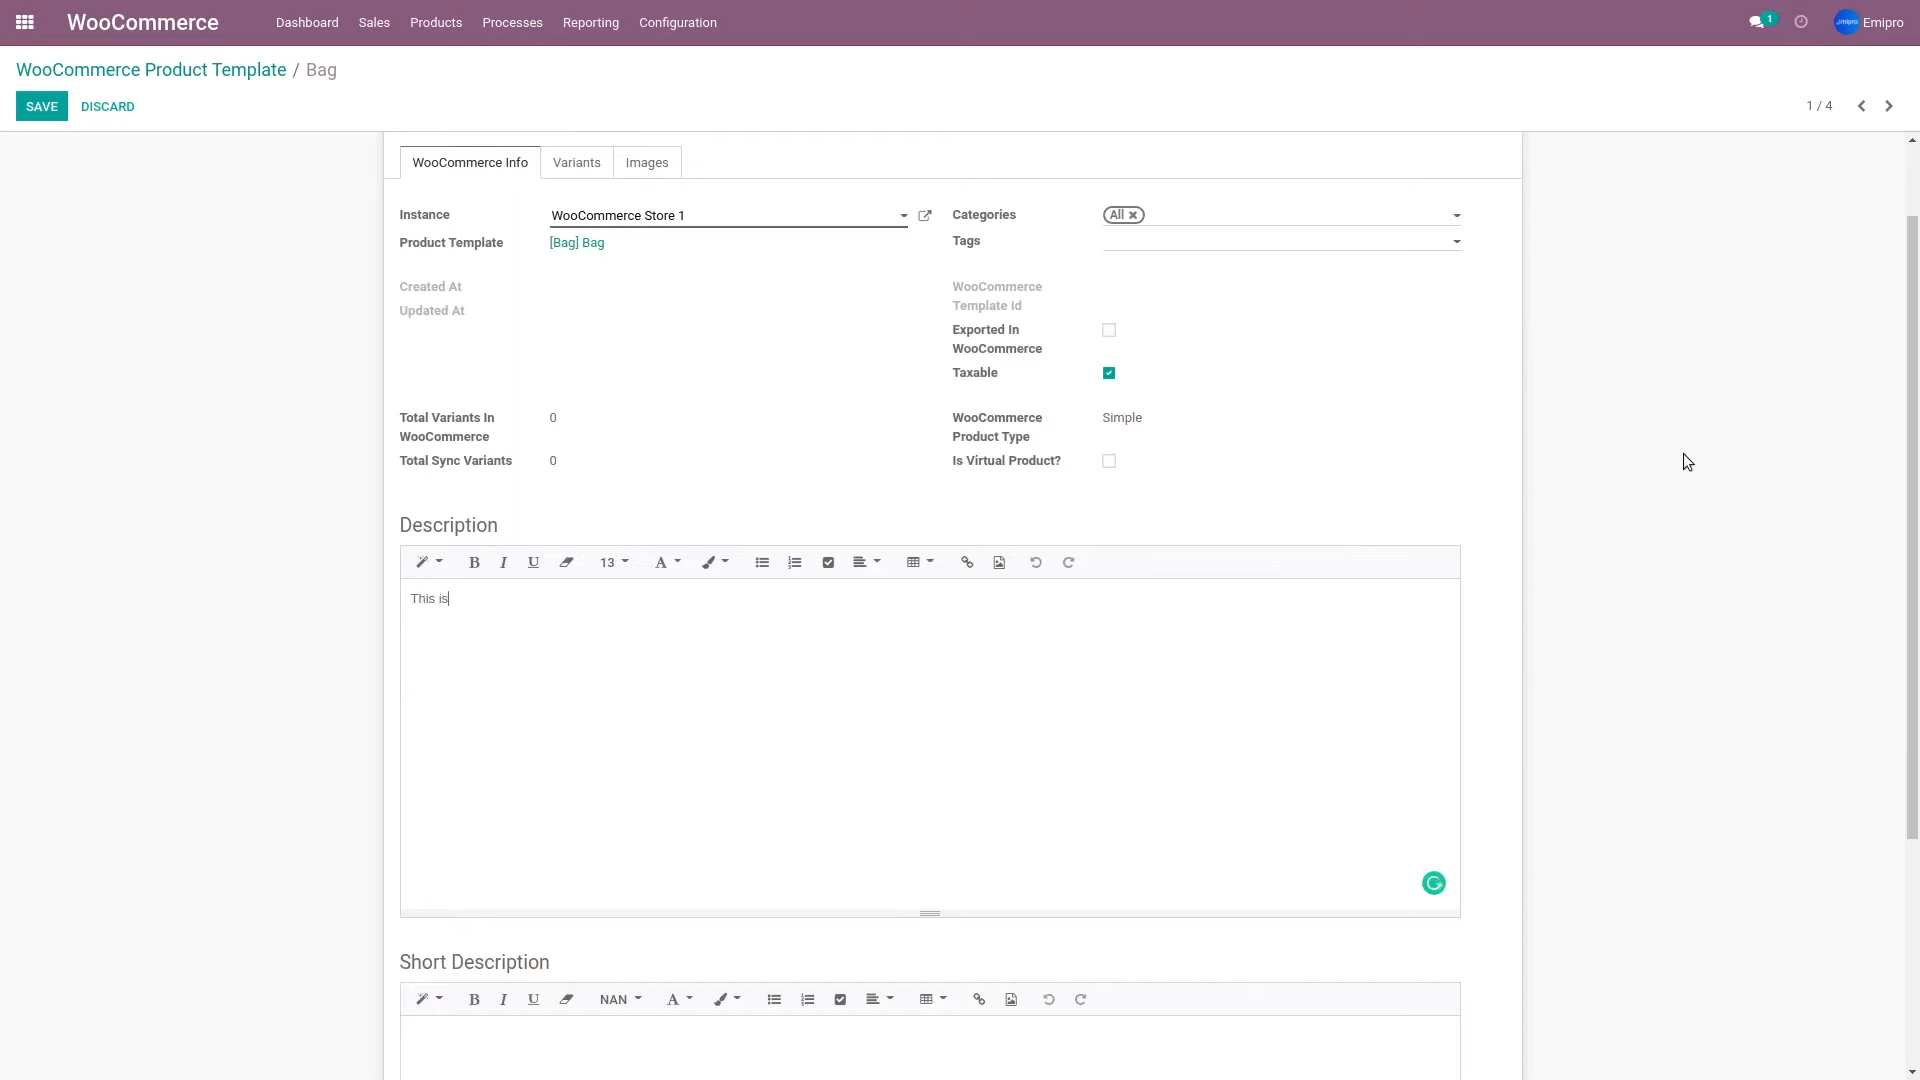 WooCommerce Dashboard Sales Products Processes Reporting Configuration 1 Emipro
WooCommerce Product Template / Bag
SAVE DISCARD 1 / 4
WooCommerce Info Variants Images
Instance WooCommerce Store 1 Categories All
Product Template [Bag] Bag Tags
Created At WooCommerce
Template Id
Updated At
Exported In
WooCommerce
Taxable
Total Variants In
WooCommerce 0
WooCommerce
Product Type Simple
Total Sync Variants 0 Is Virtual Product?
Description
B I U 13 A
This is
Short Description
B I U NAN A